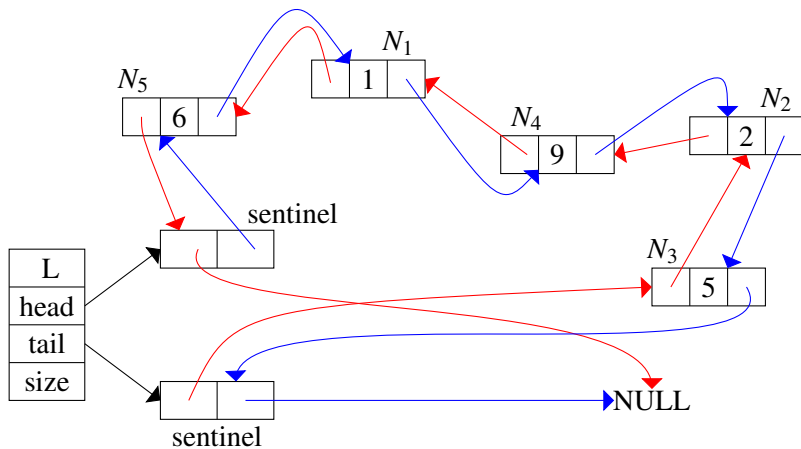 N1
N5
1
6
N4
N2
9
2
sentinel
N3
L
head
5
tail
size
NULL
sentinel